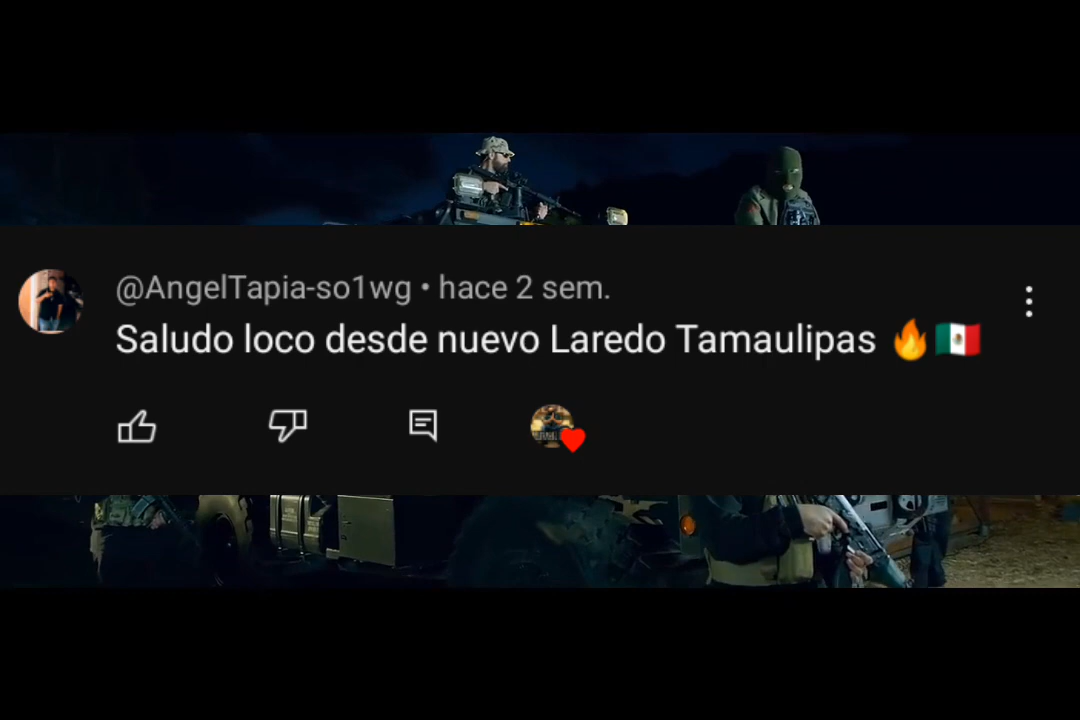 @AngelTapia-so1wg • hace 2 sem.
Saludo loco desde nuevo Laredo Tamaulipas 🔥🇲🇽